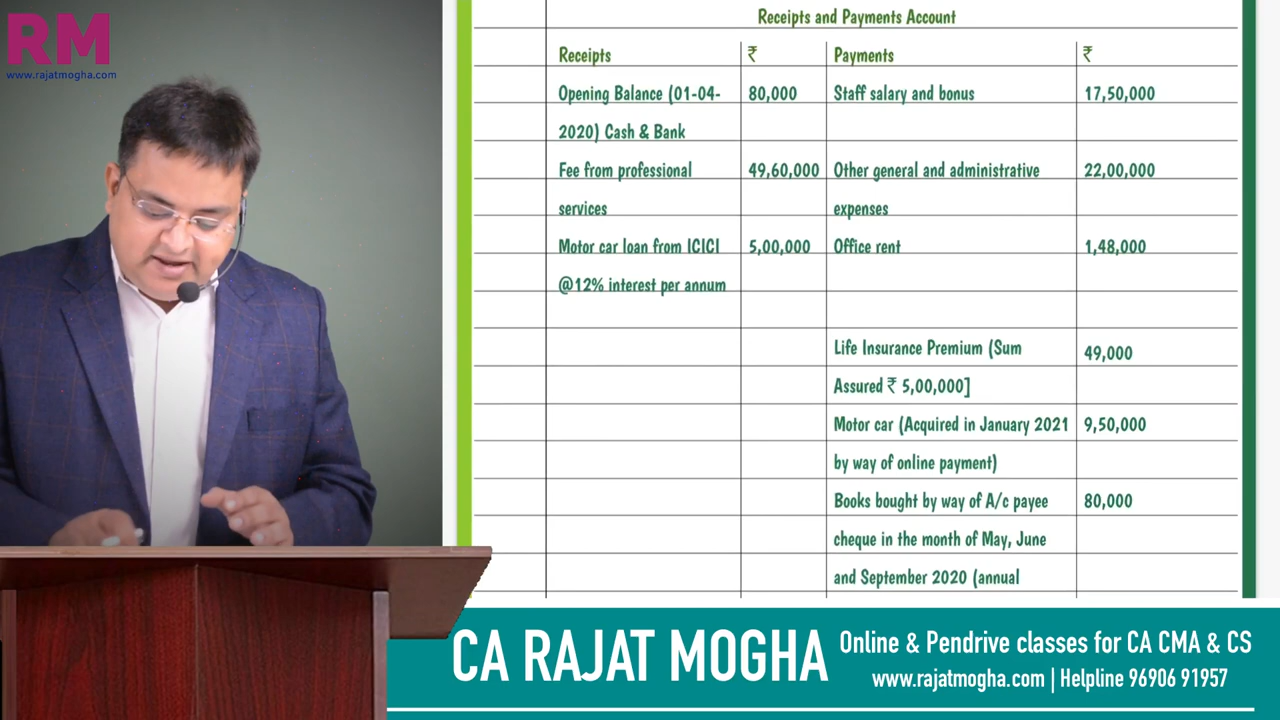 RM
www.rajatmogha.com
Receipts and Payments Account
Receipts ₹ Payments ₹
Opening Balance (01-04- 80,000 Staff salary and bonus 17,50,000
2020) Cash & Bank
Fee from professional 49,60,000 Other general and administrative 22,00,000
services expenses
Motor car loan from ICICI 5,00,000 Office rent 1,48,000
@12% interest per annum
Life Insurance Premium (Sum 49,000
Assured ₹ 5,00,000]
Motor car (Acquired in January 2021 9,50,000
by way of online payment)
Books bought by way of A/c payee 80,000
cheque in the month of May, June
and September 2020 (annual
CA RAJAT MOGHA
Online & Pendrive classes for CA CMA & CS
www.rajatmogha.com | Helpline 96906 91957